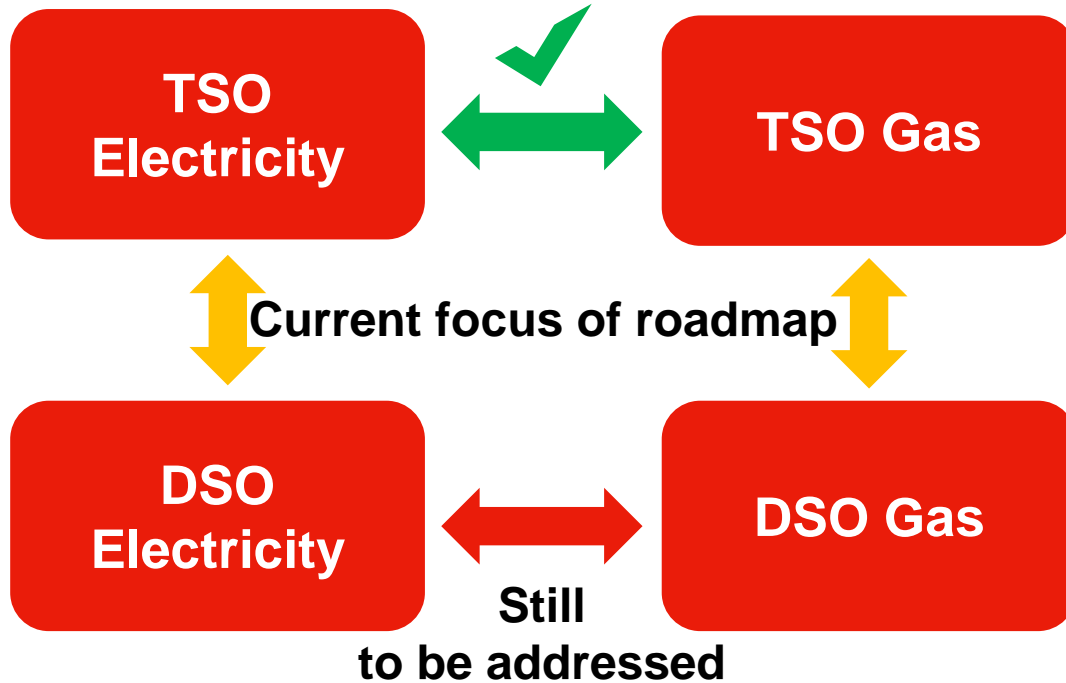 TSO
Electricity
TSO Gas
Current focus of roadmap
DSO
Electricity
DSO Gas
Still
to be addressed